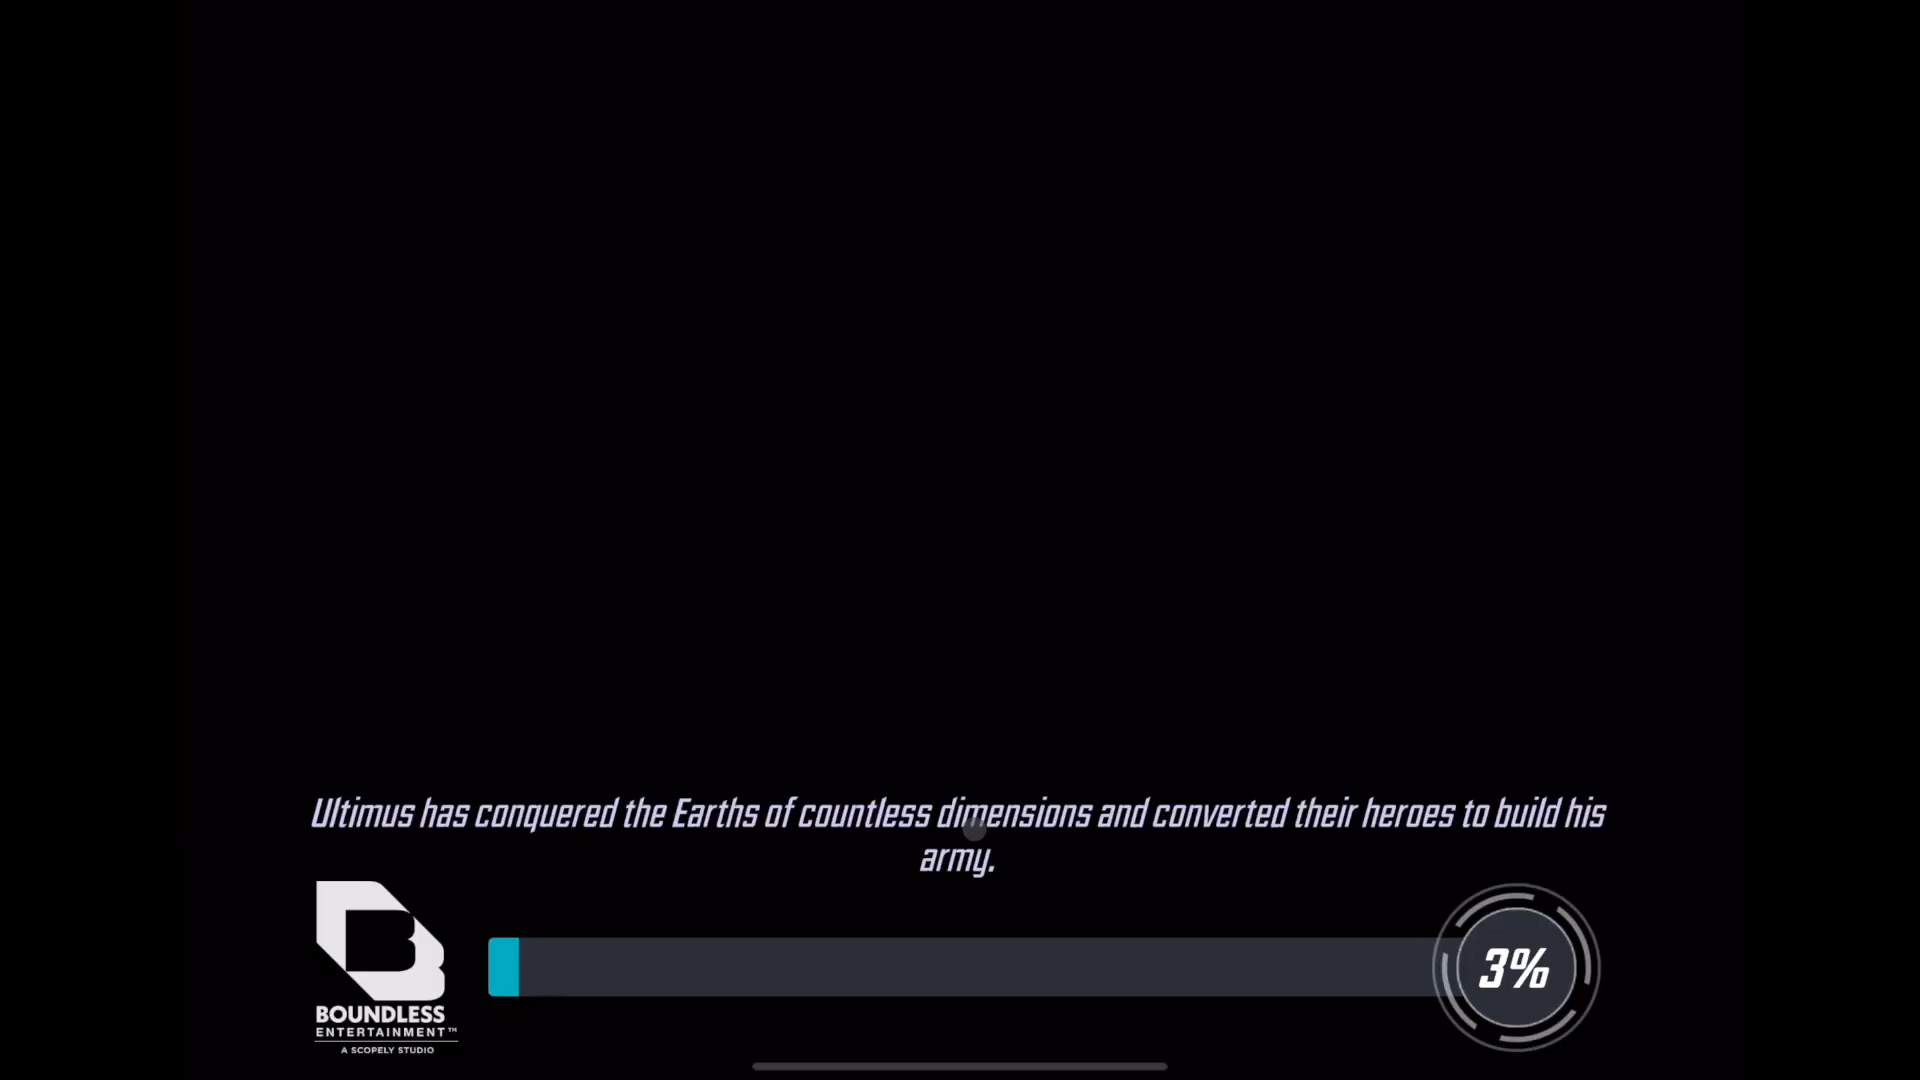 Ultimus has conquered the Earths of countless dimensions and converted their heroes to build his
army.
3%
BOUNDLESS
ENTERTAINMENT™
A SCOPELY STUDIO